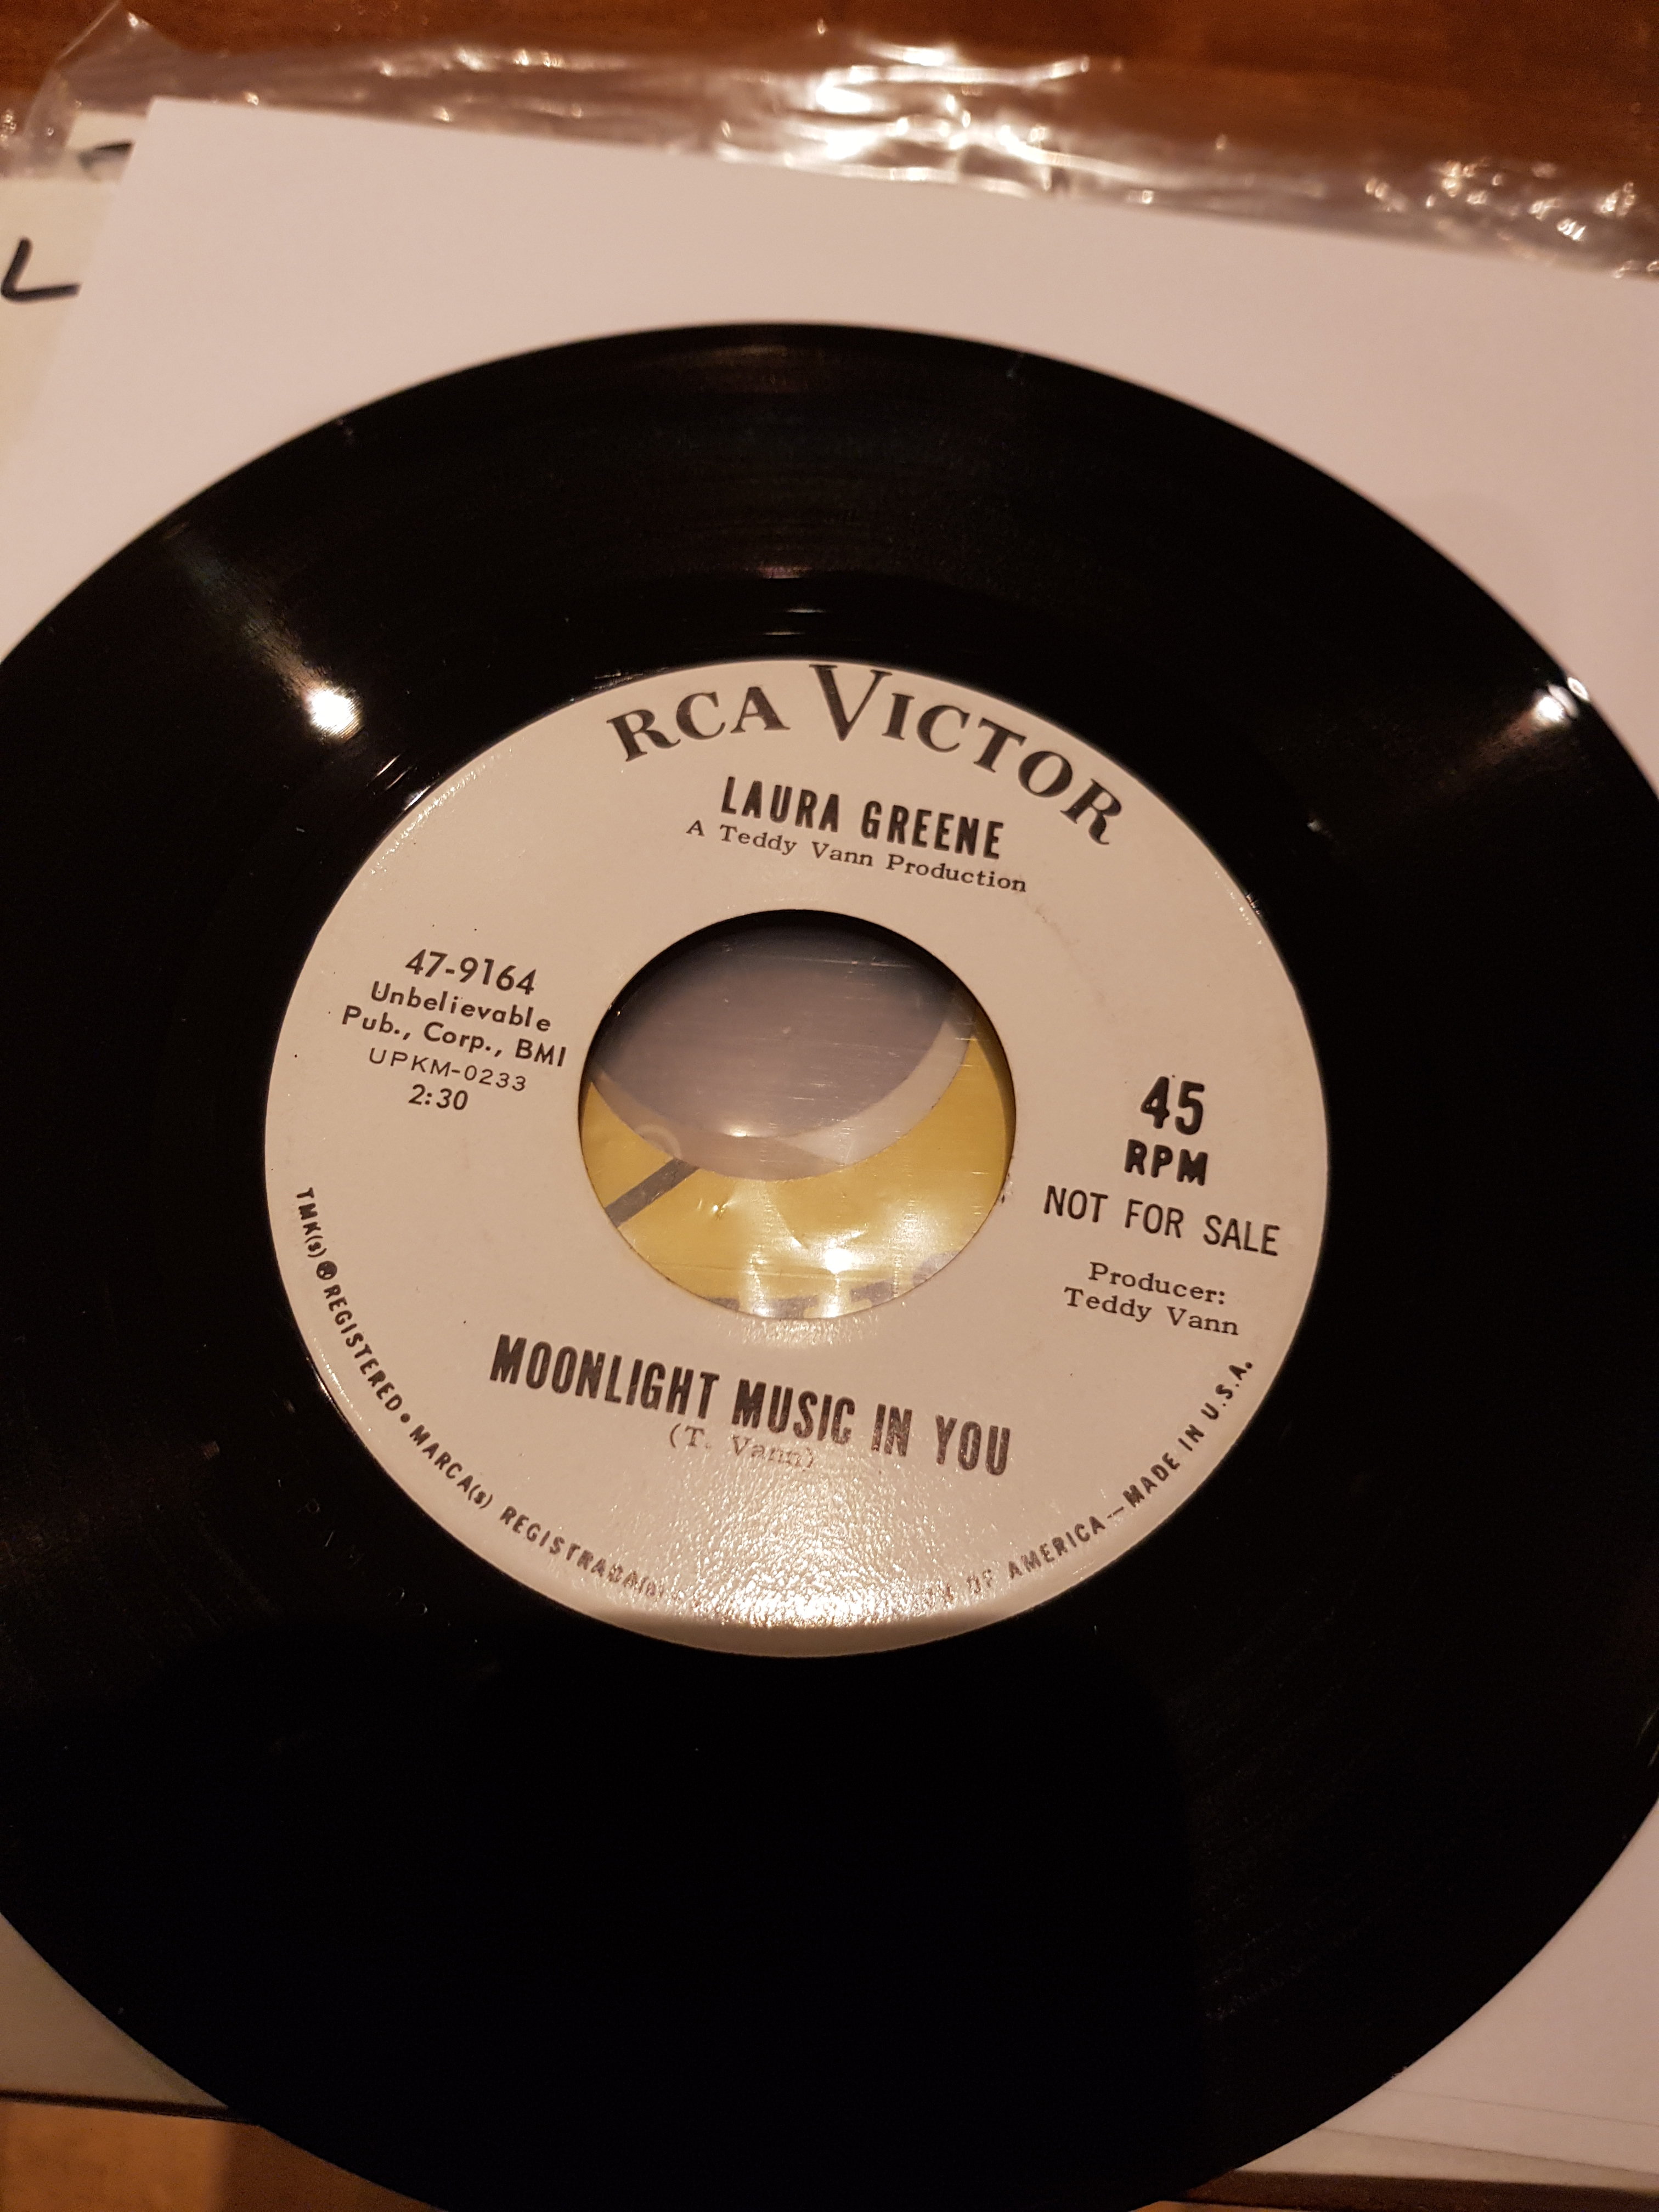 L
RCA VICTOR
LAURA GREENE
A Teddy Vann Production
47-9164
Unbelievable
Pub., Corp., BMI
UPKM-0233
2:30
45
RPM
NOT FOR SALE
Producer:
Teddy Vann
MOONLIGHT MUSIC IN YOU
(T. Vann)
TMK(s) ® REGISTERED • MARCA(s) REGISTRADA(s) OF AMERICA—MADE IN U.S.A.